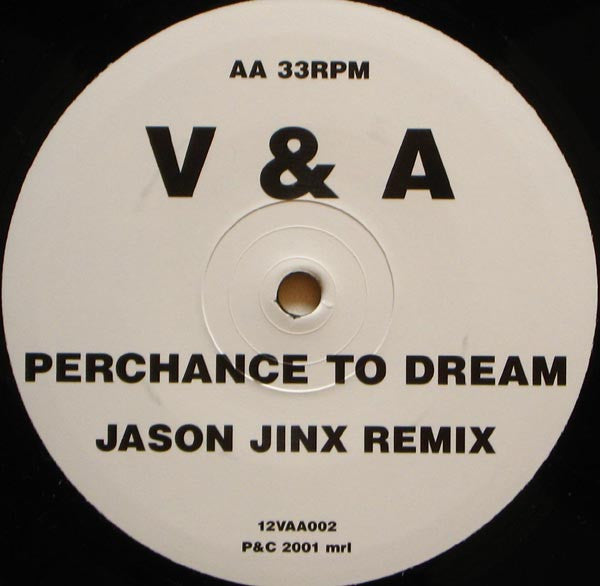 AA 33RPM
V & A
PERCHANCE TO DREAM
JASON JINX REMIX
12VAA002
P&C 2001 mrl